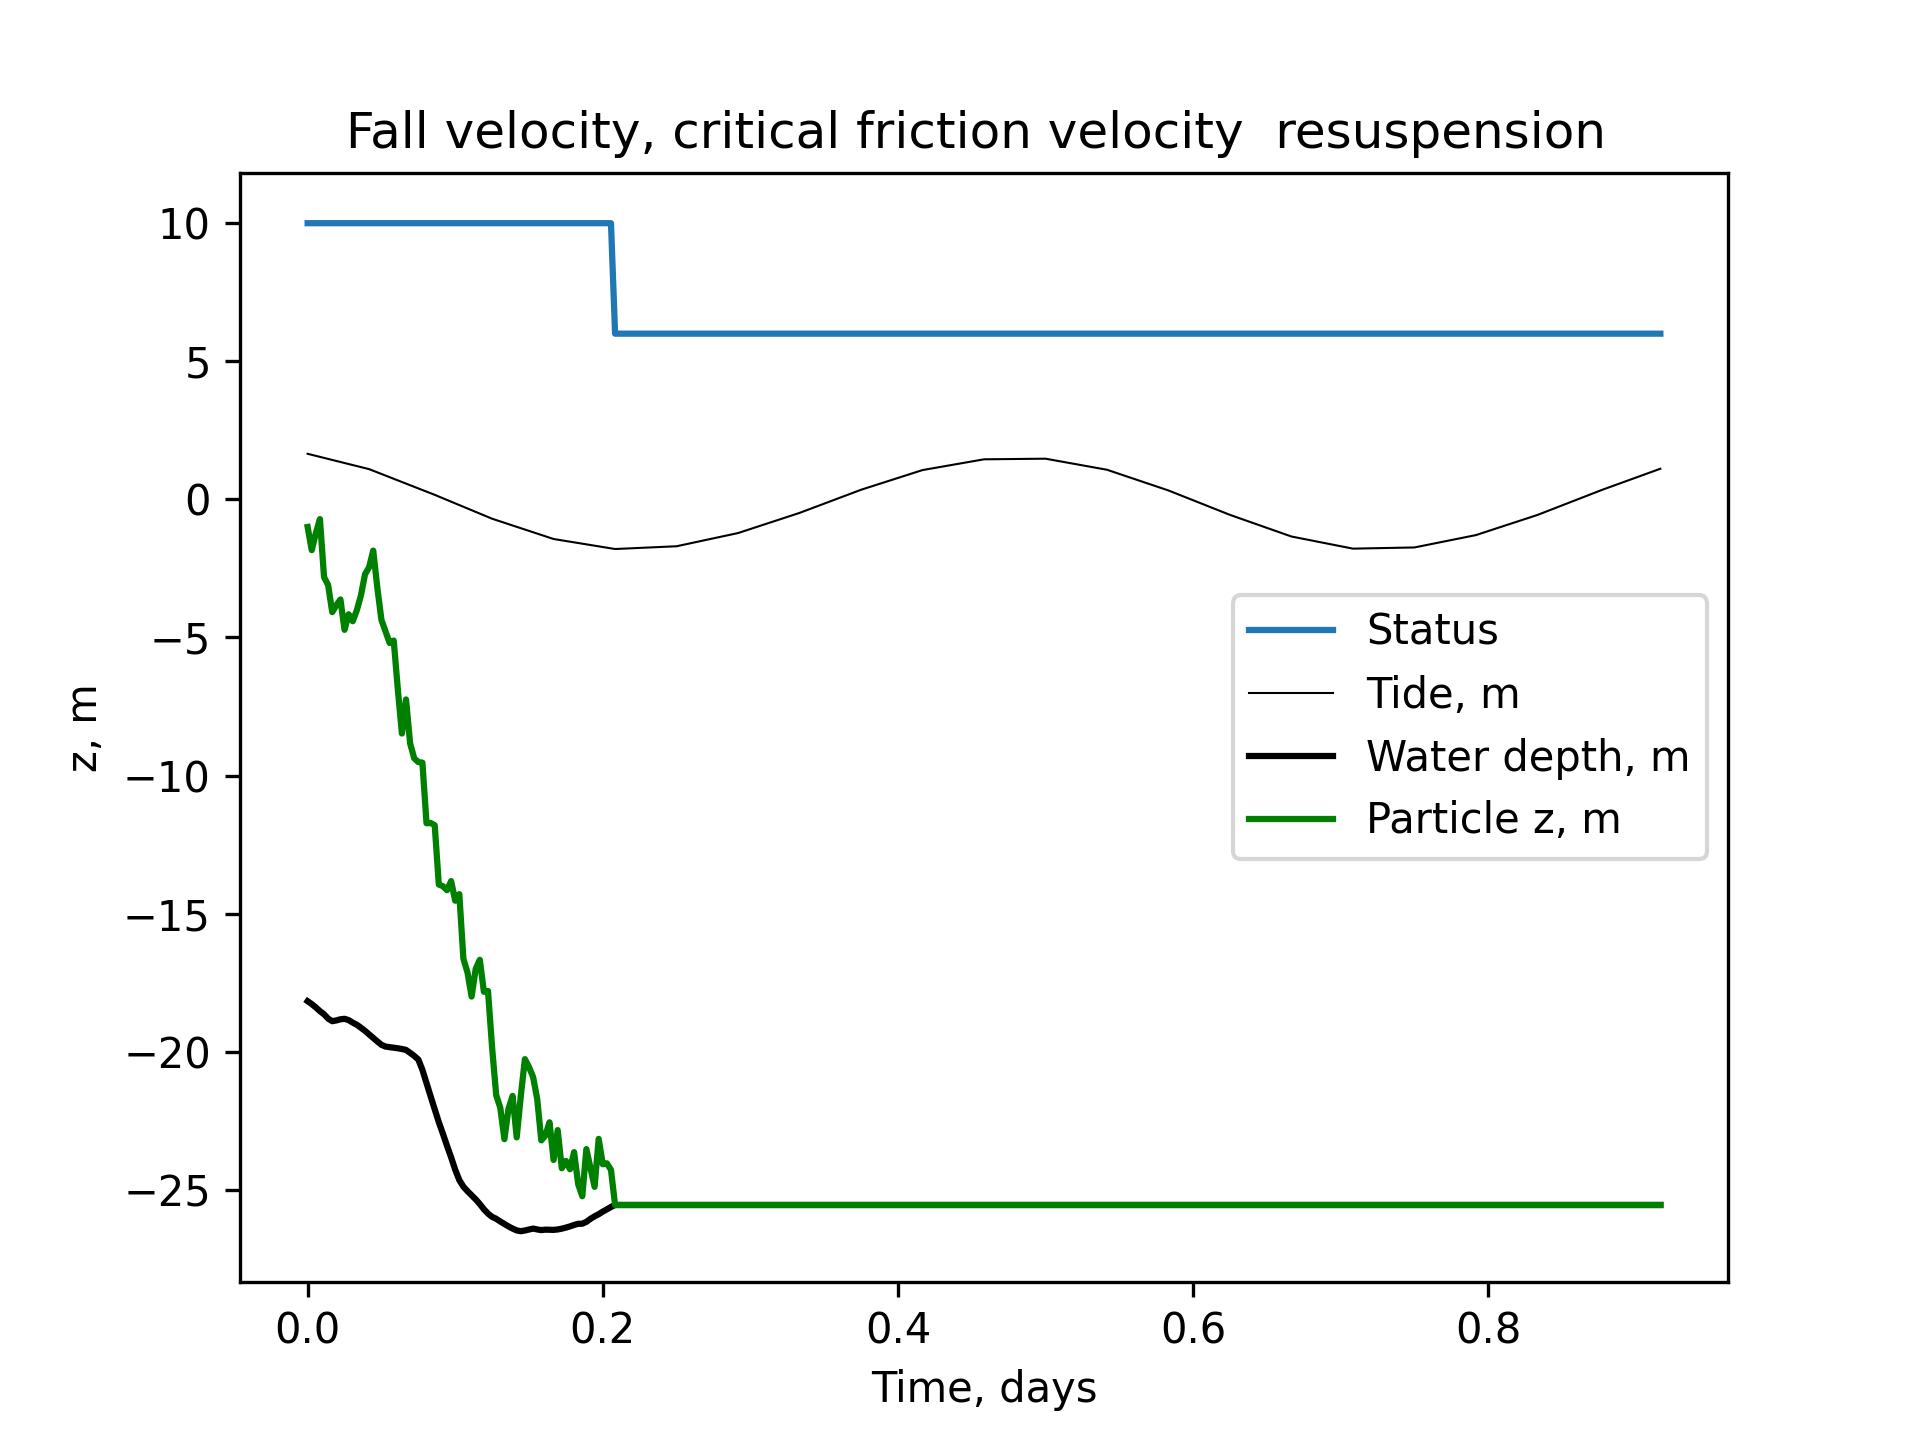 Fall velocity, critical friction velocity  resuspension
10
5
0
−5
−10
−15
−20
−25
z, m
Status
Tide, m
Water depth, m
Particle z, m
0.0 0.2 0.4 0.6 0.8
Time, days